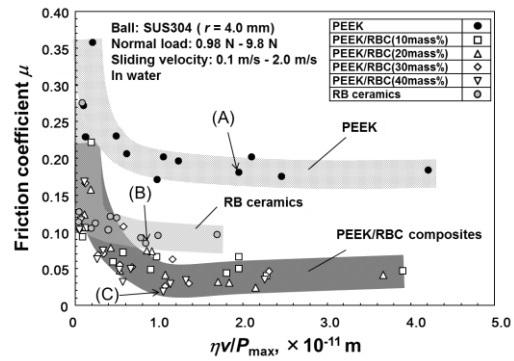 Ball: SUS304 ( r = 4.0 mm)
Normal load: 0.98 N - 9.8 N
Sliding velocity: 0.1 m/s - 2.0 m/s
In water
PEEK
PEEK/RBC(10mass%)
PEEK/RBC(20mass%)
PEEK/RBC(30mass%)
PEEK/RBC(40mass%)
RB ceramics
Friction coefficient μ
0.40
0.35
0.30
0.25
0.20
0.15
0.10
0.05
0.00
(A)
PEEK
(B)
RB ceramics
PEEK/RBC composites
(C)
0 1.0 2.0 3.0 4.0 5.0
ηv/Pmax, × 10⁻¹¹ m